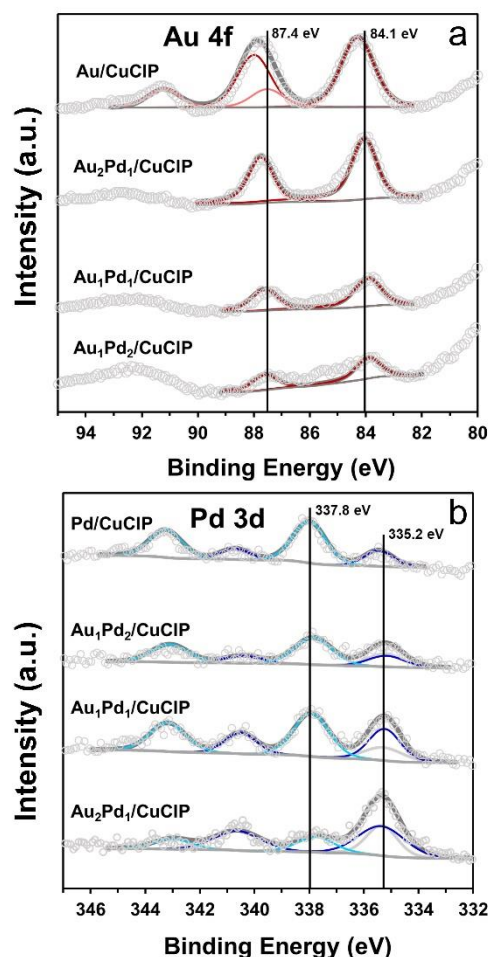 Au 4f
87.4 eV
84.1 eV
a
Au/CuClP
Au₂Pd₁/CuClP
Au₁Pd₁/CuClP
Au₁Pd₂/CuClP
Intensity (a.u.)
94 92 90 88 86 84 82 80
Binding Energy (eV)
Pd/CuClP
Pd 3d
337.8 eV
335.2 eV
b
Au₁Pd₂/CuClP
Au₁Pd₁/CuClP
Au₂Pd₁/CuClP
Intensity (a.u.)
346 344 342 340 338 336 334 332
Binding Energy (eV)